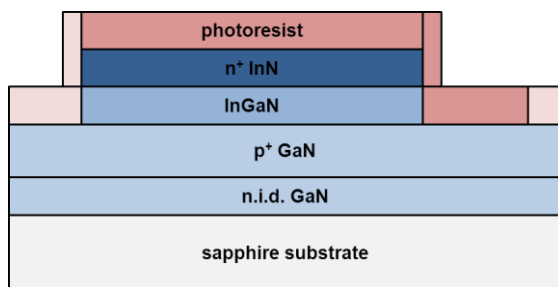 photoresist
n⁺ InN
InGaN
p⁺ GaN
n.i.d. GaN
sapphire substrate